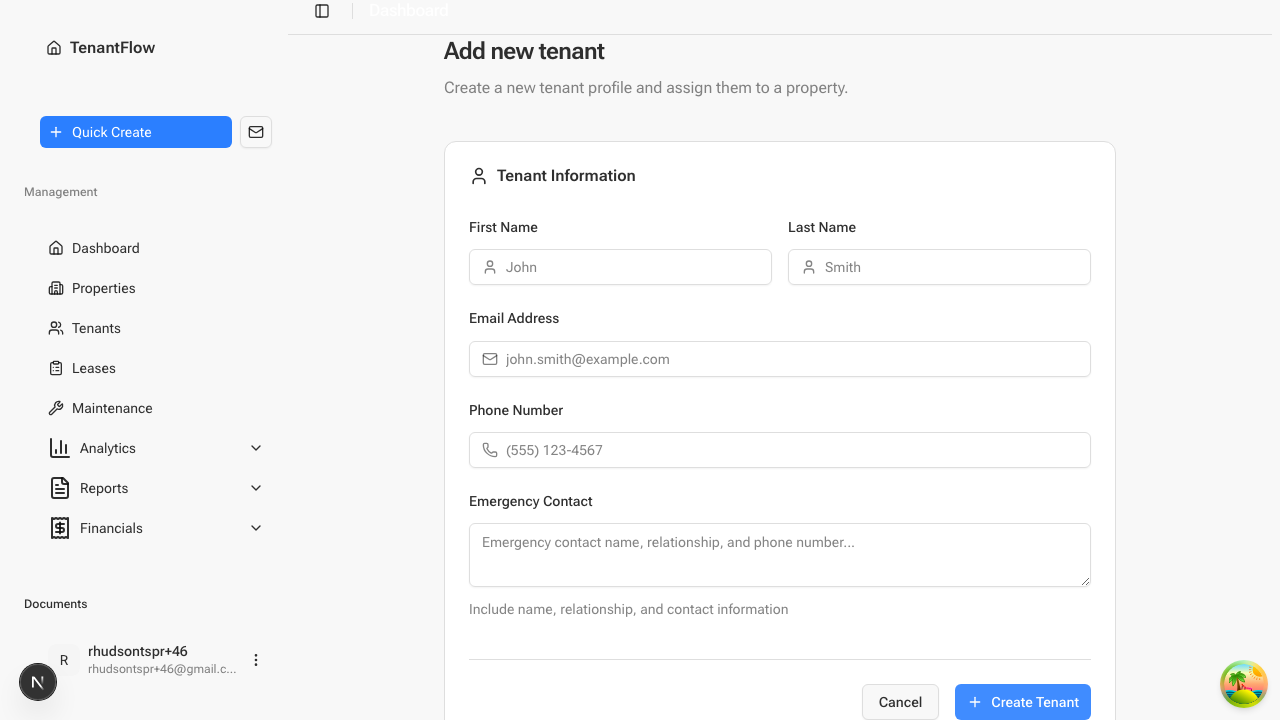 TenantFlow
Quick Create
Management
Dashboard
Properties
Tenants
Leases
Maintenance
Analytics
Reports
Financials
Documents
R
rhudsontspr+46
rhudsontspr+46@gmail.c...
N
Dashboard
Add new tenant
Create a new tenant profile and assign them to a property.
Tenant Information
First Name
Last Name
John
Smith
Email Address
john.smith@example.com
Phone Number
(555) 123-4567
Emergency Contact
Emergency contact name, relationship, and phone number...
Include name, relationship, and contact information
Cancel
Create Tenant